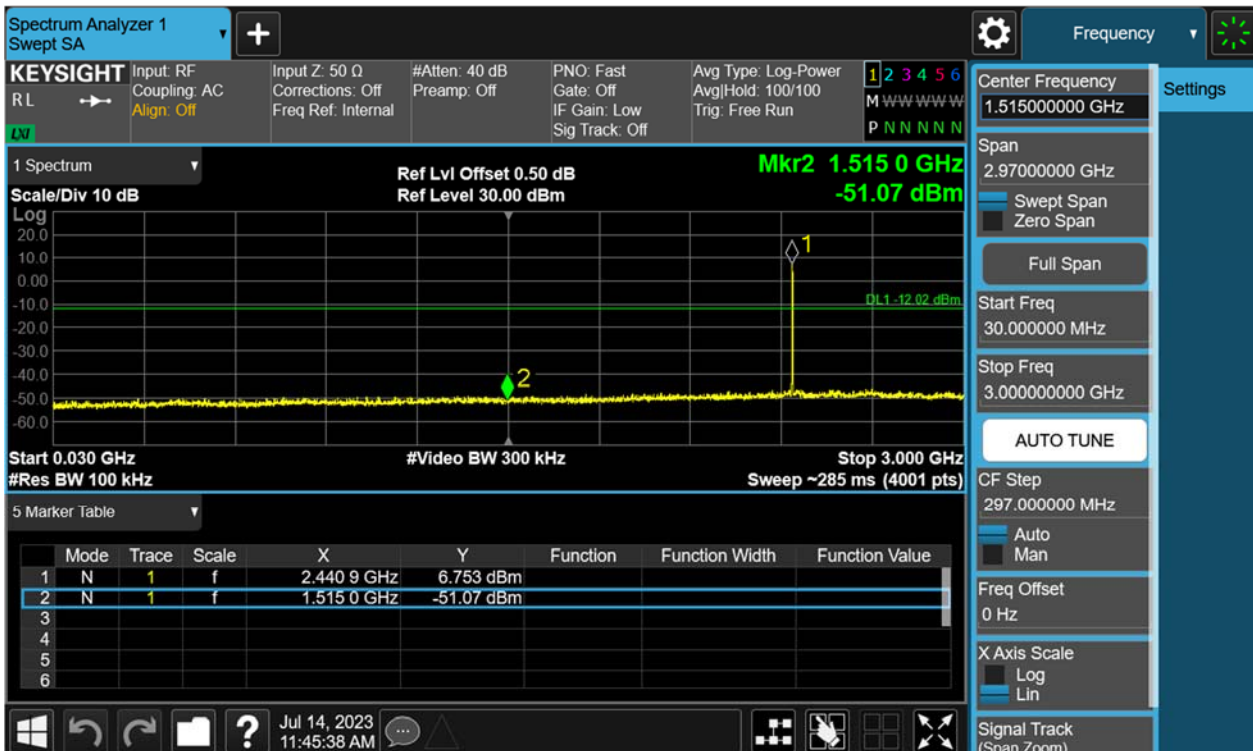 Spectrum Analyzer 1
Swept SA
+
Frequency
KEYSIGHT
RL
LXI
Input: RF
Coupling: AC
Align: Off
Input Z: 50 Ω
Corrections: Off
Freq Ref: Internal
#Atten: 40 dB
Preamp: Off
PNO: Fast
Gate: Off
IF Gain: Low
Sig Track: Off
Avg Type: Log-Power
Avg|Hold: 100/100
Trig: Free Run
1 2 3 4 5 6
M W W W W W
P N N N N N
1 Spectrum
Scale/Div 10 dB
Ref Lvl Offset 0.50 dB
Ref Level 30.00 dBm
Mkr2 1.515 0 GHz
-51.07 dBm
Log
20.0
10.0
0.00
-10.0
-20.0
-30.0
-40.0
-50.0
-60.0
1
DL1 -12.02 dBm
2
Start 0.030 GHz
#Video BW 300 kHz
Stop 3.000 GHz
#Res BW 100 kHz
Sweep ~285 ms (4001 pts)
5 Marker Table
Mode Trace Scale X Y Function Function Width Function Value
1 N 1 f 2.440 9 GHz 6.753 dBm
2 N 1 f 1.515 0 GHz -51.07 dBm
3
4
5
6
?
Jul 14, 2023
11:45:38 AM
Center Frequency
1.515000000 GHz
Span
2.97000000 GHz
Swept Span
Zero Span
Full Span
Start Freq
30.000000 MHz
Stop Freq
3.000000000 GHz
AUTO TUNE
CF Step
297.000000 MHz
Auto
Man
Freq Offset
0 Hz
X Axis Scale
Log
Lin
Signal Track
(Span Zoom)
Settings